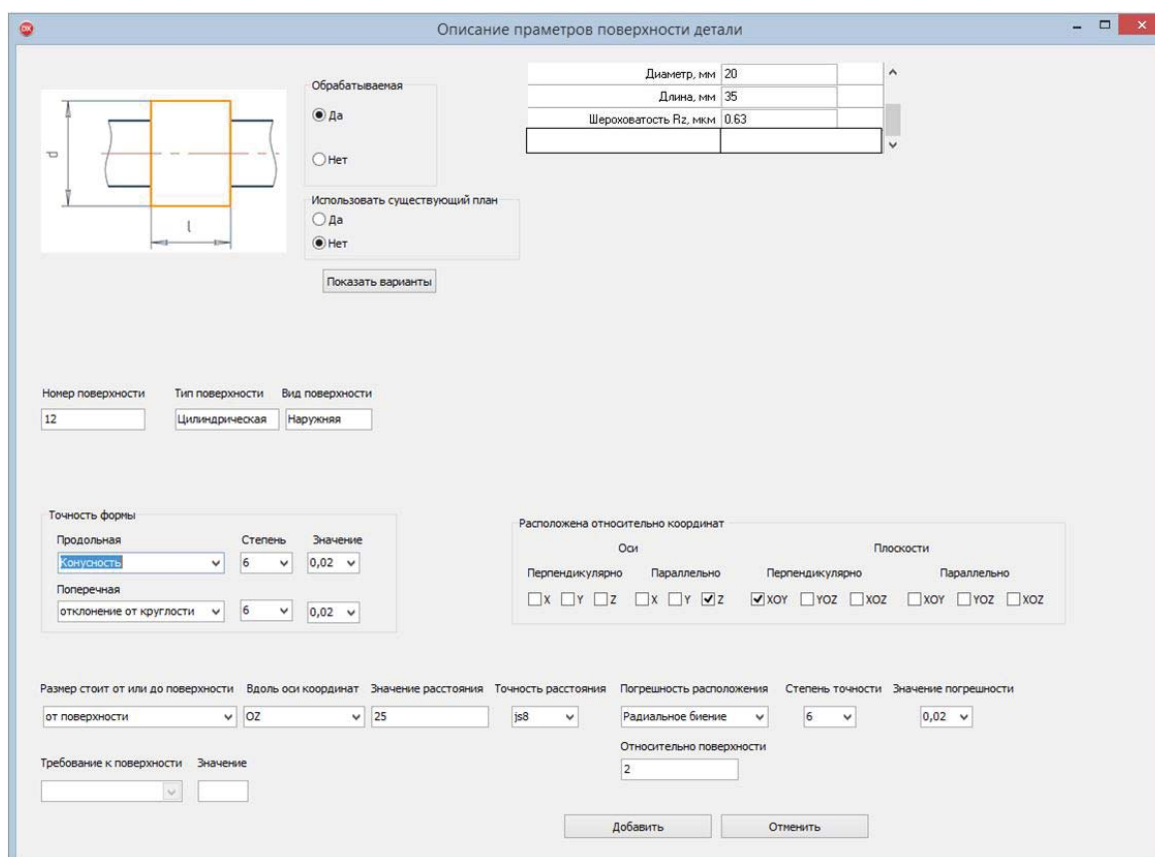 Описание праметров поверхности детали
d
l
Обрабатываемая
Да
Нет
Использовать существующий план
Да
Нет
Показать варианты
Диаметр, мм 20
Длина, мм 35
Шероховатость Rz, мкм 0.63
Номер поверхности Тип поверхности Вид поверхности
12 Цилиндрическая Наружняя
Точность формы
Продольная Степень Значение
Конусность 6 0,02
Поперечная
отклонение от круглости 6 0,02
Расположена относительно координат
Оси Плоскости
Перпендикулярно Параллельно Перпендикулярно Параллельно
X Y Z X Y Z XOY YOZ XOZ XOY YOZ XOZ
Размер стоит от или до поверхности Вдоль оси координат Значение расстояния Точность расстояния Погрешность расположения Степень точности Значение погрешности
от поверхности OZ 25 js8 Радиальное биение 6 0,02
Относительно поверхности
2
Требование к поверхности Значение
Добавить Отменить